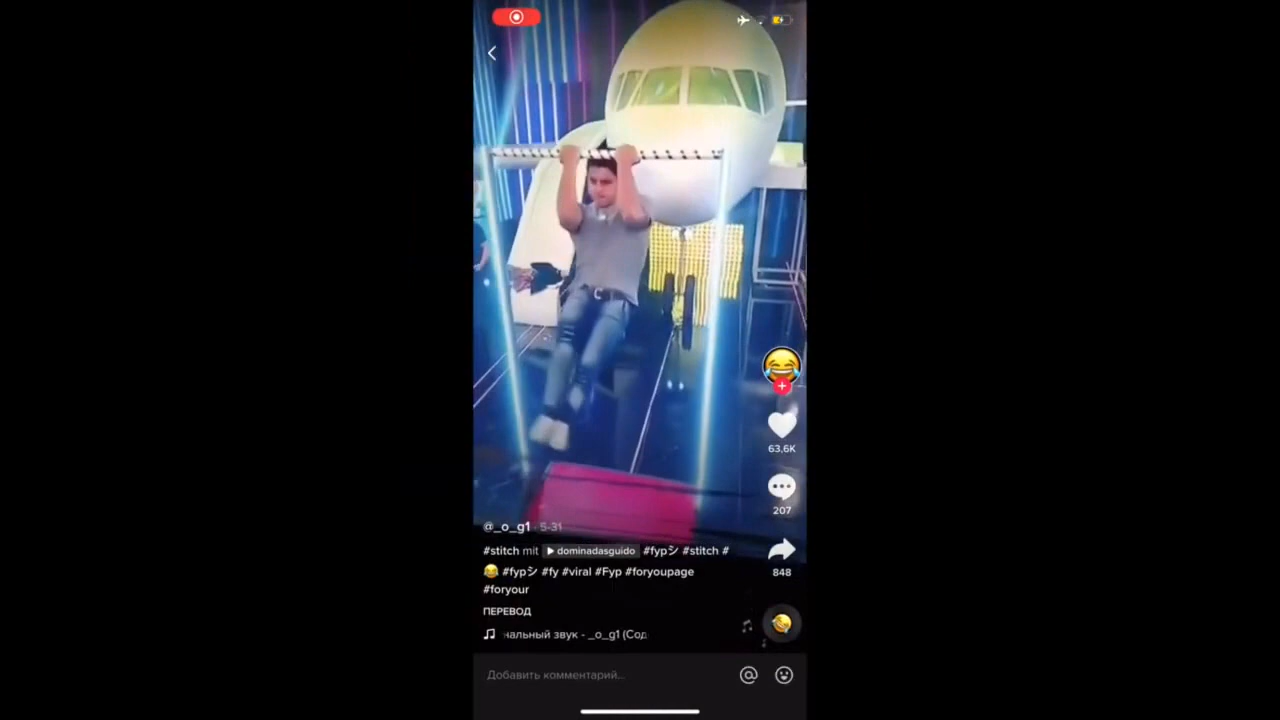 63,6K
207
@_o_g1 · 5-31
#stitch mit ▶ dominadasguido #fypシ #stitch #
848
😂 #fypシ #fy #viral #Fyp #foryoupage
#foryour
ПЕРЕВОД
нальный звук - _o_g1 (Сод
Добавить комментарий...